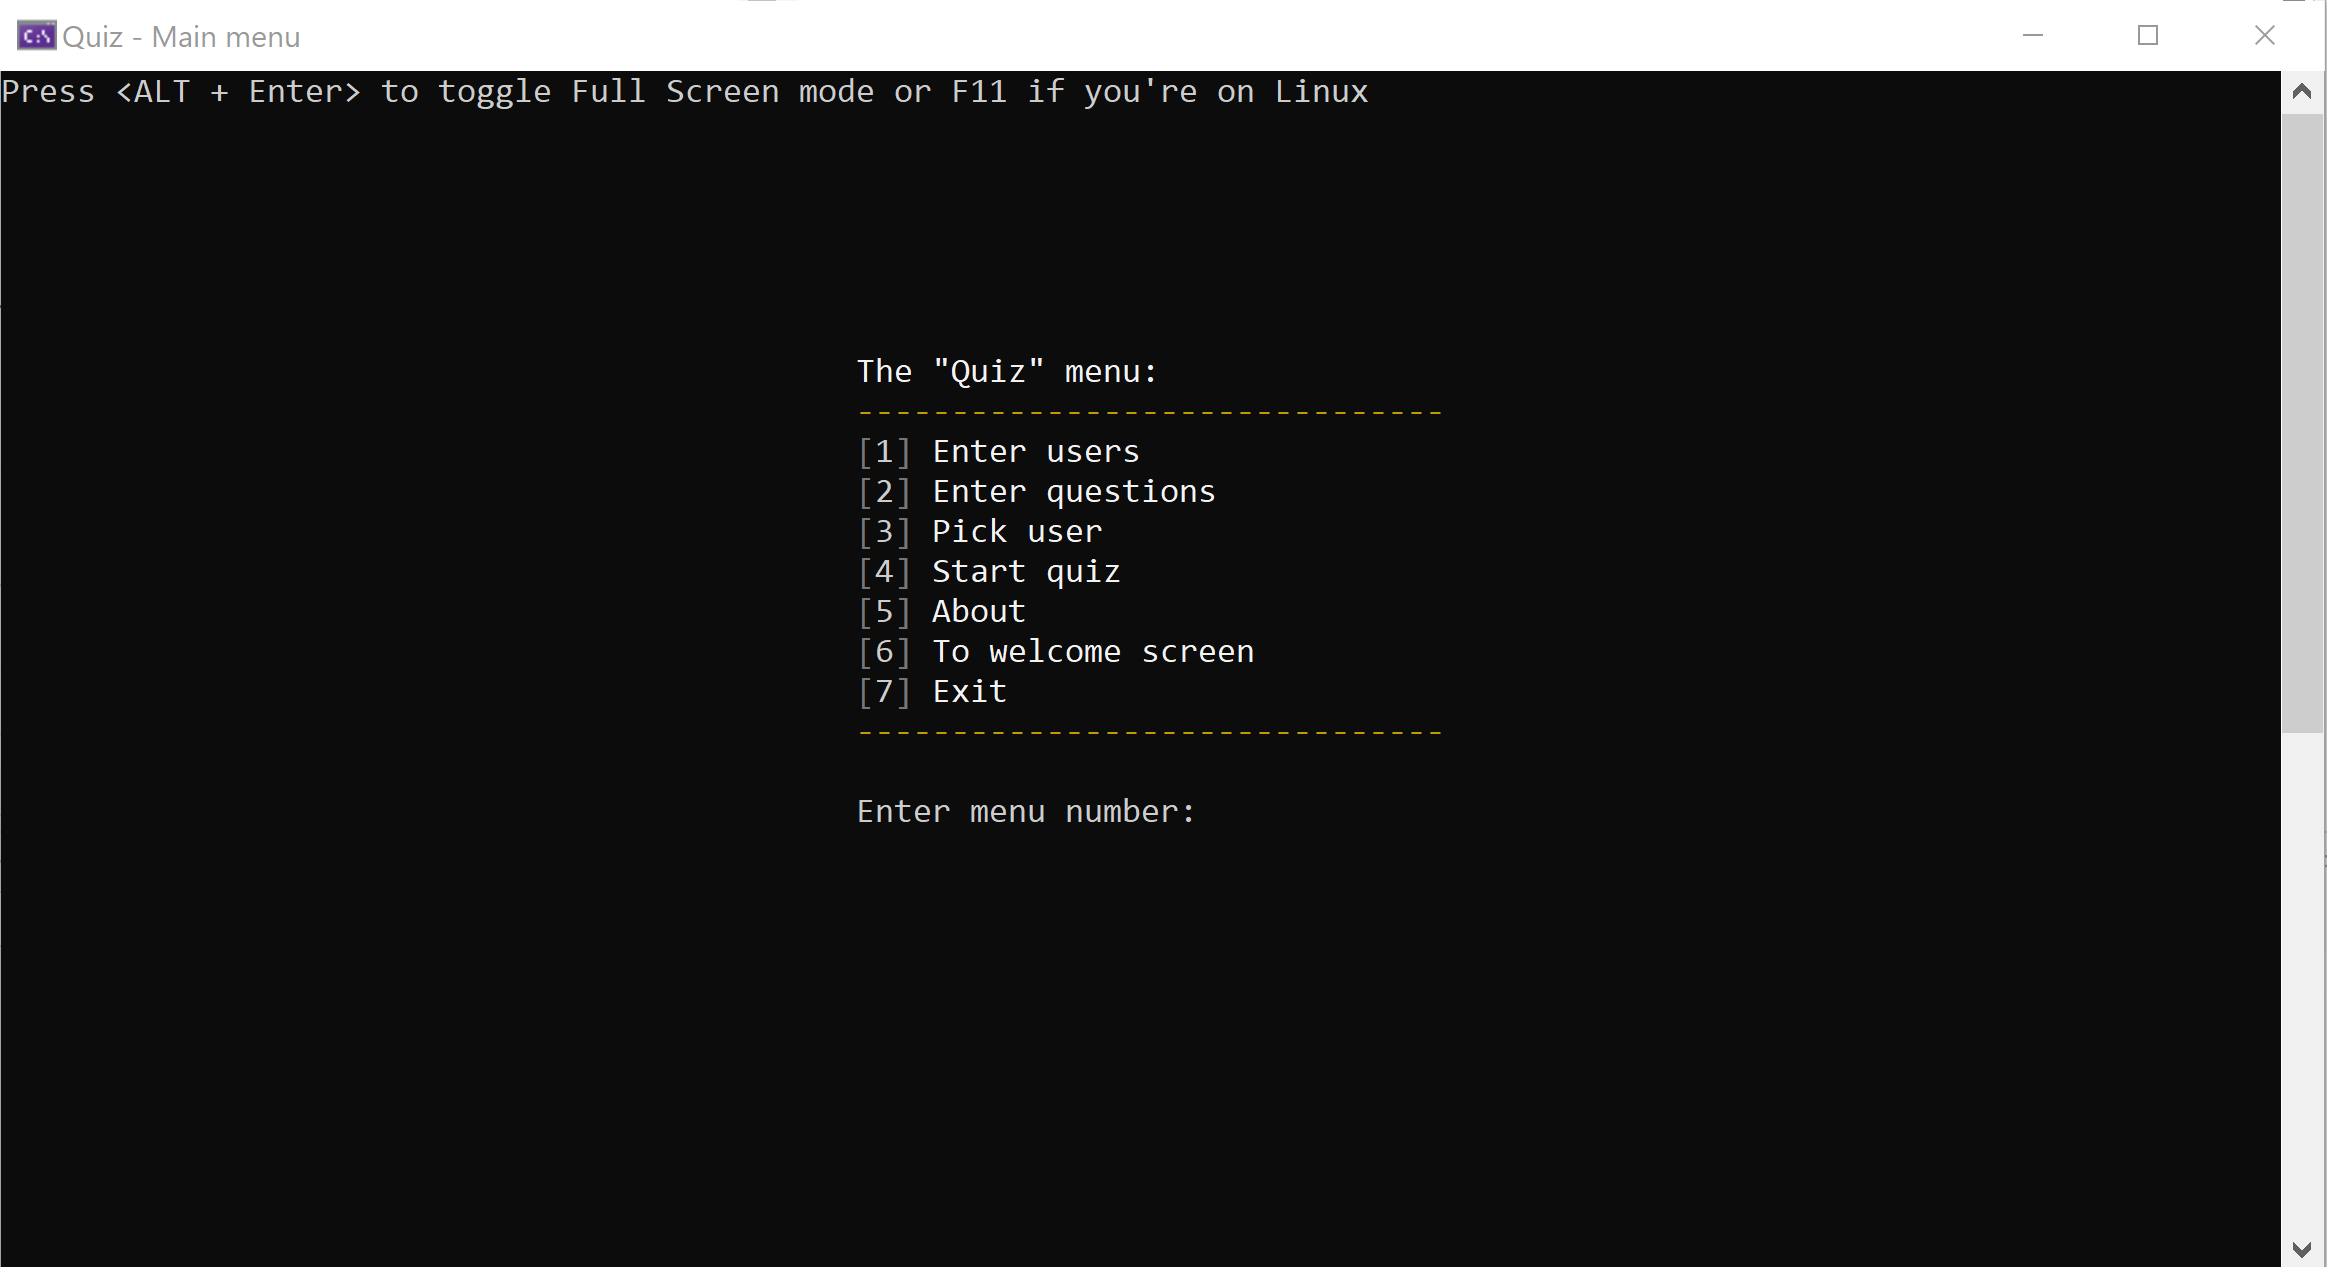 C:\ Quiz - Main menu
Press <ALT + Enter> to toggle Full Screen mode or F11 if you're on Linux
The "Quiz" menu:
-------------------------------
[1] Enter users
[2] Enter questions
[3] Pick user
[4] Start quiz
[5] About
[6] To welcome screen
[7] Exit
-------------------------------
Enter menu number: